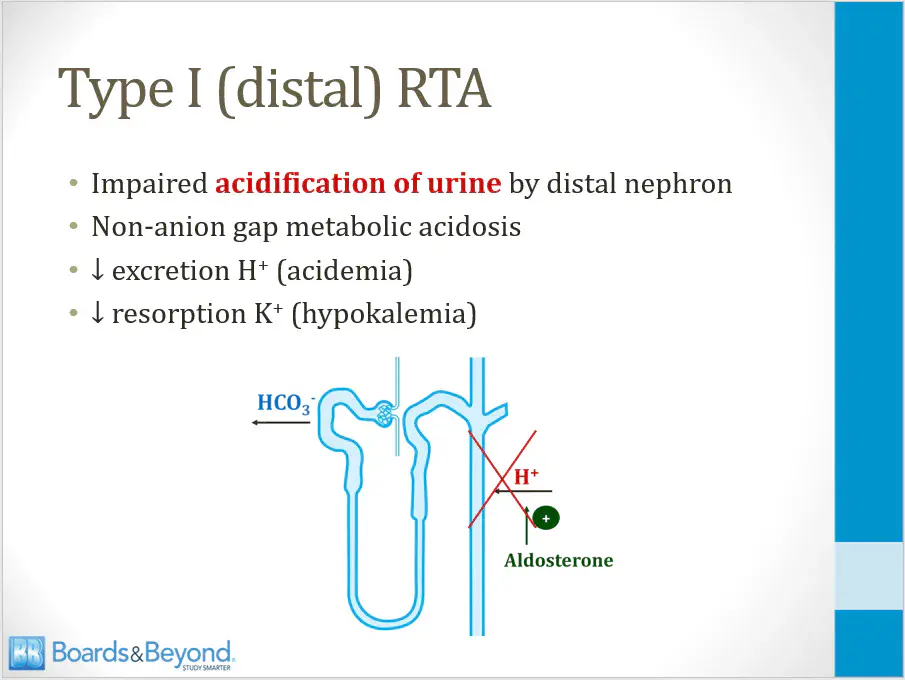 Type I (distal) RTA
• Impaired acidification of urine by distal nephron
• Non-anion gap metabolic acidosis
• ↓ excretion H⁺ (acidemia)
• ↓ resorption K⁺ (hypokalemia)
HCO₃⁻
H⁺
+
Aldosterone
BB Boards&Beyond.
STUDY SMARTER